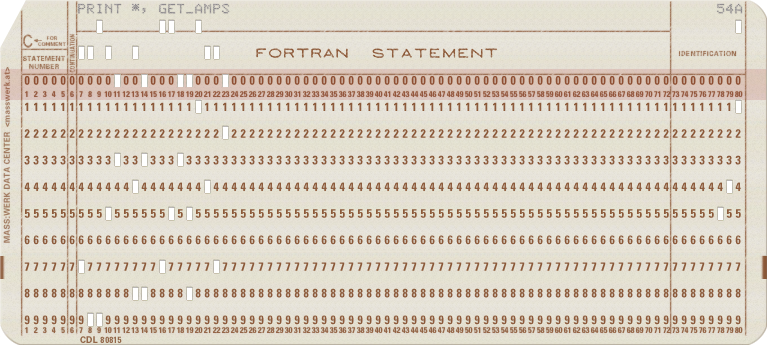 PRINT *, GET_AMPS 54A
C ← FOR COMMENT
STATEMENT NUMBER
CONTINUATION
FORTRAN STATEMENT
IDENTIFICATION
MASS:WERK DATA CENTER <masswerk.at>
CDL 80815